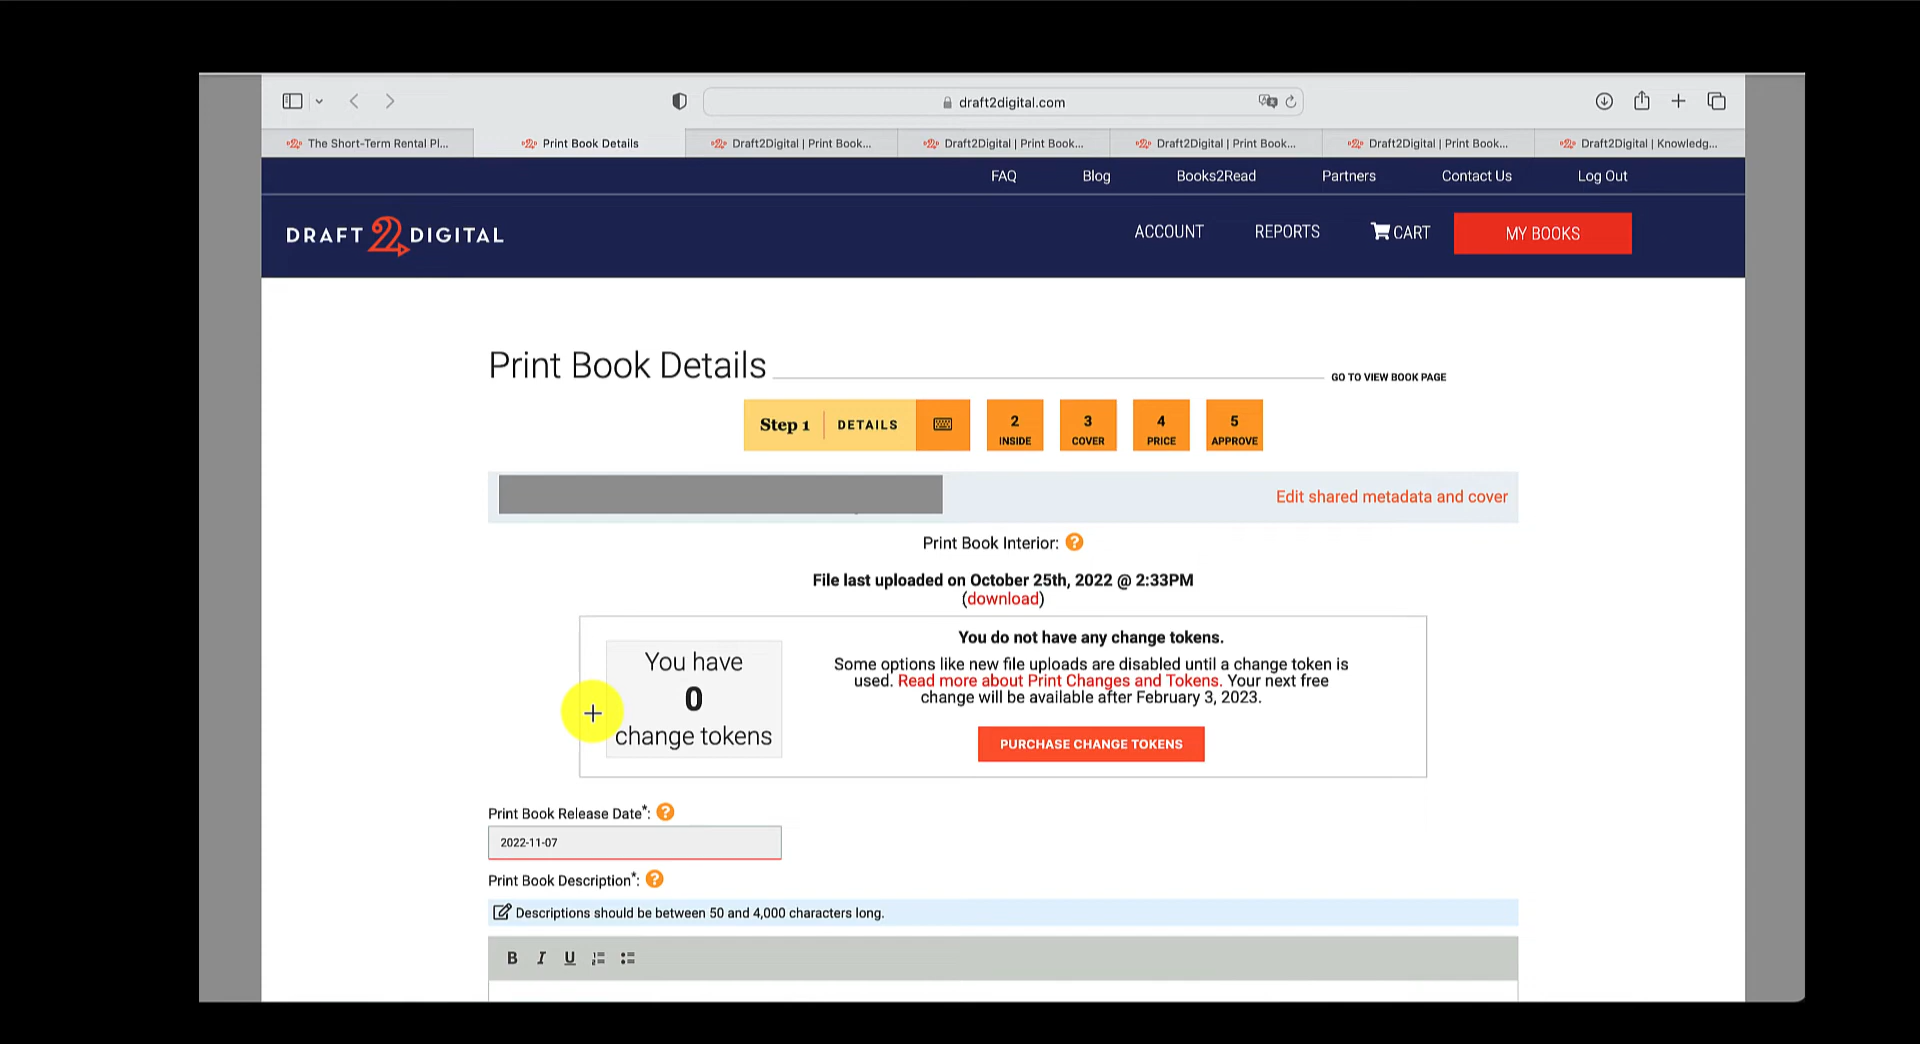 draft2digital.com
The Short-Term Rental Pl...
Print Book Details
Draft2Digital | Print Book...
Draft2Digital | Print Book...
Draft2Digital | Print Book...
Draft2Digital | Print Book...
Draft2Digital | Knowledg...
FAQ
Blog
Books2Read
Partners
Contact Us
Log Out
DRAFT 2 DIGITAL
ACCOUNT
REPORTS
CART
MY BOOKS
Print Book Details
GO TO VIEW BOOK PAGE
Step 1
DETAILS
2
INSIDE
3
COVER
4
PRICE
5
APPROVE
Edit shared metadata and cover
Print Book Interior: ?
File last uploaded on October 25th, 2022 @ 2:33PM
(download)
You have
0
change tokens
You do not have any change tokens.
Some options like new file uploads are disabled until a change token is
used. Read more about Print Changes and Tokens. Your next free
change will be available after February 3, 2023.
PURCHASE CHANGE TOKENS
Print Book Release Date*: ?
2022-11-07
Print Book Description*: ?
Descriptions should be between 50 and 4,000 characters long.
B I U